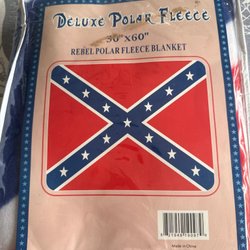 DELUXE POLAR FLEECE
50"x60"
REBEL POLAR FLEECE BLANKET
Made in China